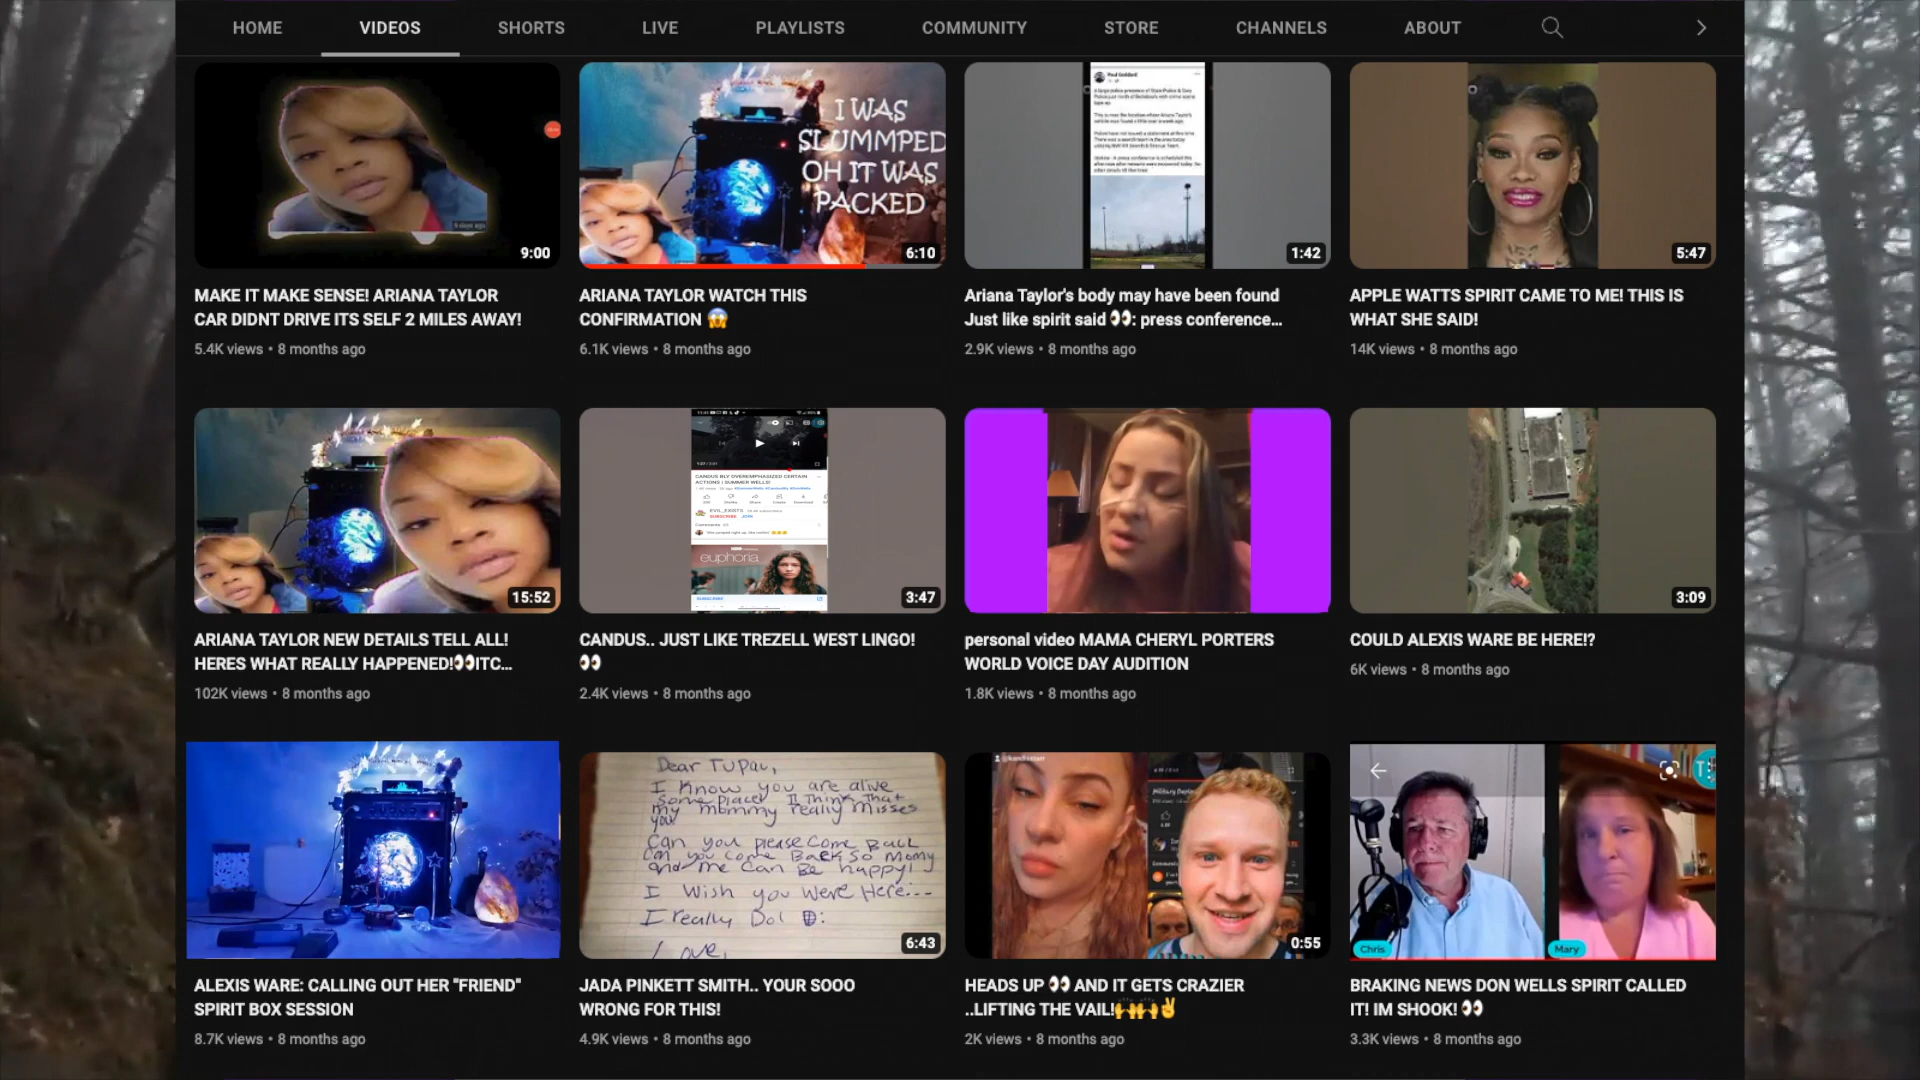 HOME VIDEOS SHORTS LIVE PLAYLISTS COMMUNITY STORE CHANNELS ABOUT
9:00
I WAS
SLUMMPED
OH IT WAS
PACKED
6:10
Paul Goddard
1:42
5:47
MAKE IT MAKE SENSE! ARIANA TAYLOR
CAR DIDNT DRIVE ITS SELF 2 MILES AWAY!
5.4K views • 8 months ago
ARIANA TAYLOR WATCH THIS
CONFIRMATION 😱
6.1K views • 8 months ago
Ariana Taylor's body may have been found
Just like spirit said 👀: press conference...
2.9K views • 8 months ago
APPLE WATTS SPIRIT CAME TO ME! THIS IS
WHAT SHE SAID!
14K views • 8 months ago
15:52
CANDUS BLY OVEREMPHASIZED CERTAIN
ACTIONS | SUMMER WELLS!
EVIL_EXISTS
euphoria
3:47
3:09
ARIANA TAYLOR NEW DETAILS TELL ALL!
HERES WHAT REALLY HAPPENED!👀ITC...
102K views • 8 months ago
CANDUS.. JUST LIKE TREZELL WEST LINGO!
👀
2.4K views • 8 months ago
personal video MAMA CHERYL PORTERS
WORLD VOICE DAY AUDITION
1.8K views • 8 months ago
COULD ALEXIS WARE BE HERE!?
6K views • 8 months ago
Dear Tupau,
I Know you are alive
some place! I think that
my mommy really misses
you
Can you please come Ball
can you come Back so momy
and me can Be happy!
I wish you were Here...
I really Do!
Love,
6:43
0:55
Chris
Mary
ALEXIS WARE: CALLING OUT HER "FRIEND"
SPIRIT BOX SESSION
8.7K views • 8 months ago
JADA PINKETT SMITH.. YOUR SOOO
WRONG FOR THIS!
4.9K views • 8 months ago
HEADS UP 👀 AND IT GETS CRAZIER
..LIFTING THE VAIL!🙌🙌✌
2K views • 8 months ago
BRAKING NEWS DON WELLS SPIRIT CALLED
IT! IM SHOOK! 👀
3.3K views • 8 months ago